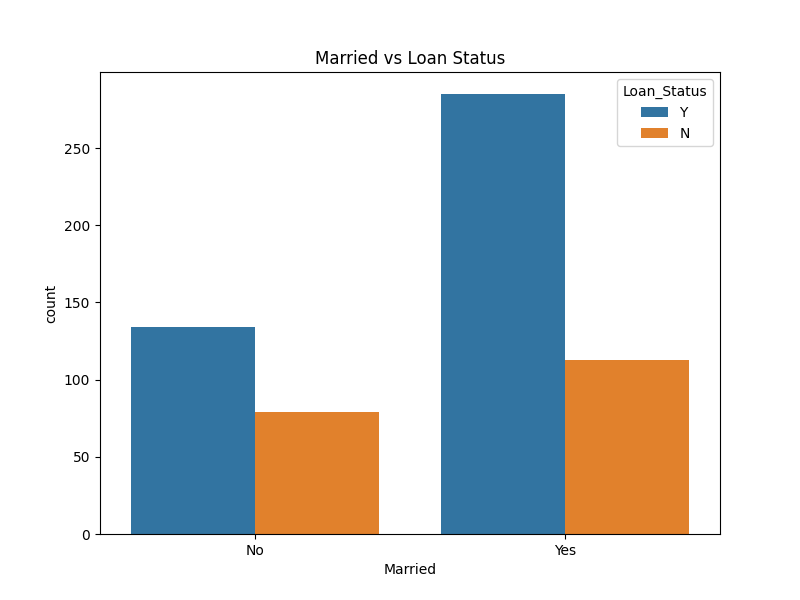 Married vs Loan Status
Loan_Status
Y
N
250
200
150
100
50
0
count
No Yes
Married